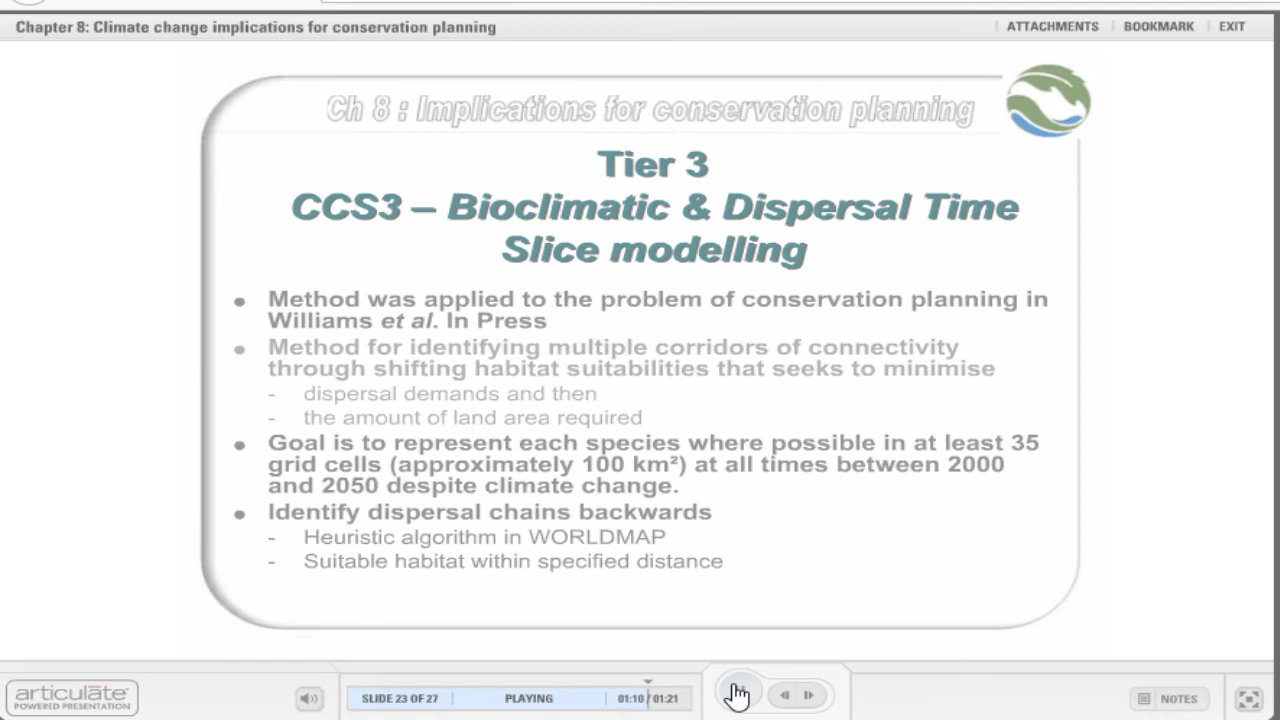 Chapter 8: Climate change implications for conservation planning
ATTACHMENTS
BOOKMARK
EXIT
Ch 8 : Implications for conservation planning
Tier 3
CCS3 – Bioclimatic & Dispersal Time
Slice modelling
Method was applied to the problem of conservation planning in
Williams et al. In Press
Method for identifying multiple corridors of connectivity
through shifting habitat suitabilities that seeks to minimise
- dispersal demands and then
- the amount of land area required
Goal is to represent each species where possible in at least 35
grid cells (approximately 100 km²) at all times between 2000
and 2050 despite climate change.
Identify dispersal chains backwards
- Heuristic algorithm in WORLDMAP
- Suitable habitat within specified distance
articulate
POWERED PRESENTATION
SLIDE 23 OF 27
PLAYING
01:10 / 01:21
NOTES